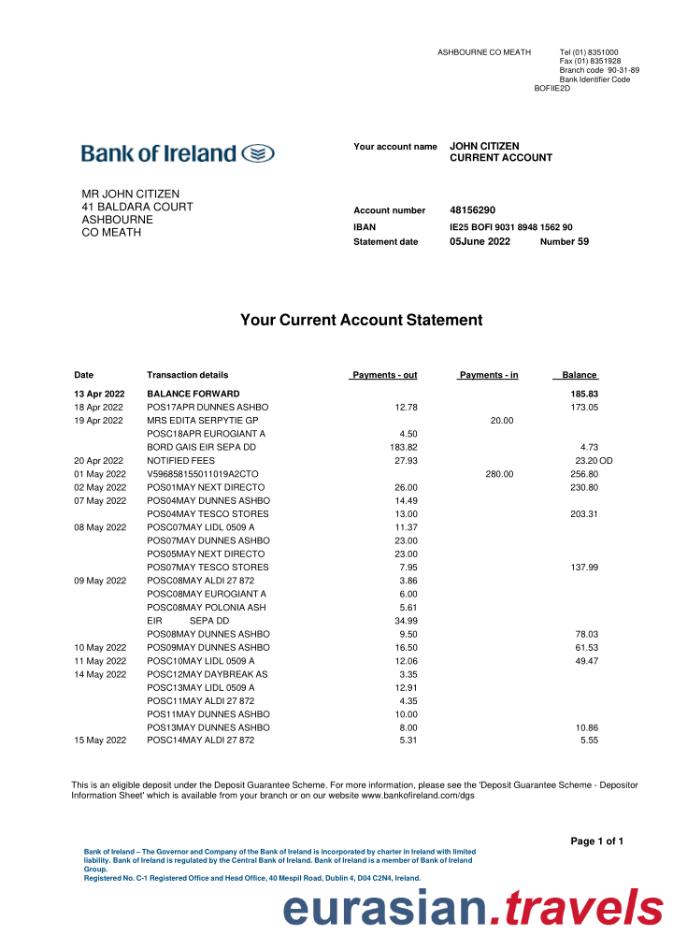 ASHBOURNE CO MEATH Tel (01) 8351000
Fax (01) 8351928
Branch code 90-31-89
Bank Identifier Code
BOFIIE2D
Bank of Ireland
Your account name JOHN CITIZEN
CURRENT ACCOUNT
MR JOHN CITIZEN
41 BALDARA COURT
ASHBOURNE
CO MEATH
Account number 48156290
IBAN IE25 BOFI 9031 8948 1562 90
Statement date 05June 2022 Number 59
Your Current Account Statement
Date Transaction details Payments - out Payments - in Balance
13 Apr 2022 BALANCE FORWARD 185.83
18 Apr 2022 POS17APR DUNNES ASHBO 12.78 173.05
19 Apr 2022 MRS EDITA SERPYTIE GP 20.00
POSC18APR EUROGIANT A 4.50
BORD GAIS EIR SEPA DD 183.82 4.73
20 Apr 2022 NOTIFIED FEES 27.93 23.20 OD
01 May 2022 V596858155011019A2CTO 280.00 256.80
02 May 2022 POS01MAY NEXT DIRECTO 26.00 230.80
07 May 2022 POS04MAY DUNNES ASHBO 14.49
POS04MAY TESCO STORES 13.00 203.31
08 May 2022 POSC07MAY LIDL 0509 A 11.37
POS07MAY DUNNES ASHBO 23.00
POS05MAY NEXT DIRECTO 23.00
POS07MAY TESCO STORES 7.95 137.99
09 May 2022 POSC08MAY ALDI 27 872 3.86
POSC08MAY EUROGIANT A 6.00
POSC08MAY POLONIA ASH 5.61
EIR SEPA DD 34.99
POS08MAY DUNNES ASHBO 9.50 78.03
10 May 2022 POS09MAY DUNNES ASHBO 16.50 61.53
11 May 2022 POSC10MAY LIDL 0509 A 12.06 49.47
14 May 2022 POSC12MAY DAYBREAK AS 3.35
POSC13MAY LIDL 0509 A 12.91
POSC11MAY ALDI 27 872 4.35
POS11MAY DUNNES ASHBO 10.00
POS13MAY DUNNES ASHBO 8.00 10.86
15 May 2022 POSC14MAY ALDI 27 872 5.31 5.55
This is an eligible deposit under the Deposit Guarantee Scheme. For more information, please see the 'Deposit Guarantee Scheme - Depositor
Information Sheet' which is available from your branch or on our website www.bankofireland.com/dgs
Page 1 of 1
Bank of Ireland – The Governor and Company of the Bank of Ireland is incorporated by charter in Ireland with limited
liability. Bank of Ireland is regulated by the Central Bank of Ireland. Bank of Ireland is a member of Bank of Ireland
Group.
Registered No. C-1 Registered Office and Head Office, 40 Mespil Road, Dublin 4, D04 C2N4, Ireland.
eurasian.travels